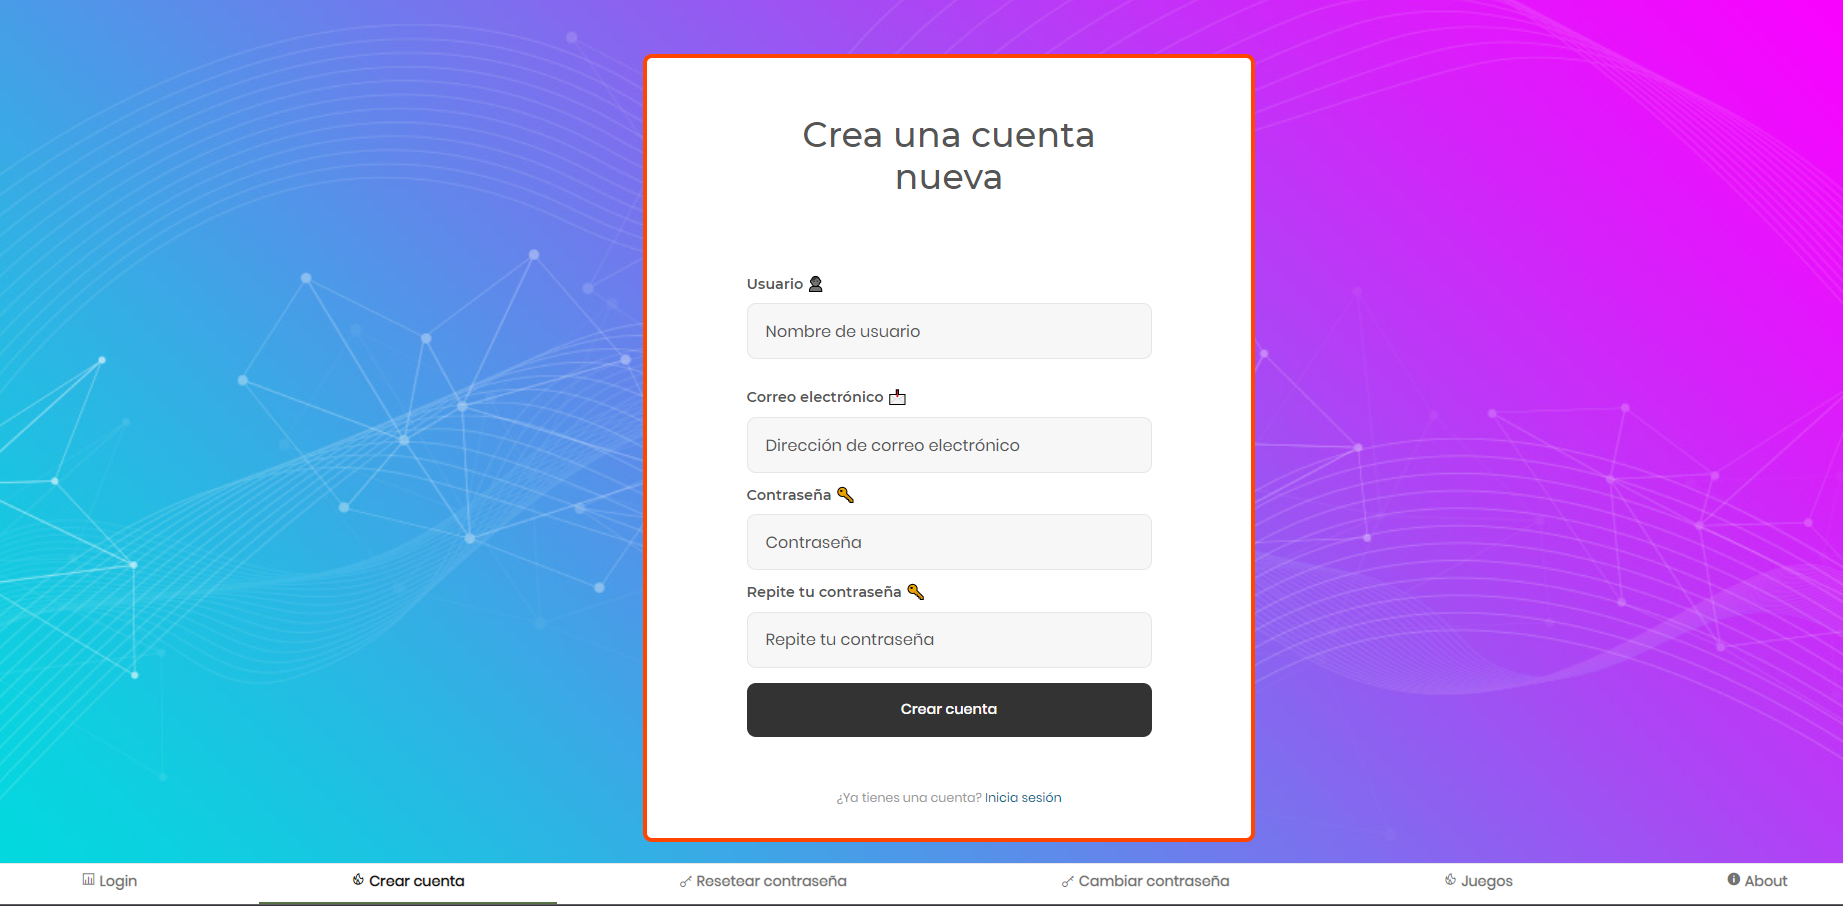 Crea una cuenta
nueva
Usuario
Nombre de usuario
Correo electrónico
Dirección de correo electrónico
Contraseña
Contraseña
Repite tu contraseña
Repite tu contraseña
Crear cuenta
¿Ya tienes una cuenta? Inicia sesión
Login
Crear cuenta
Resetear contraseña
Cambiar contraseña
Juegos
About